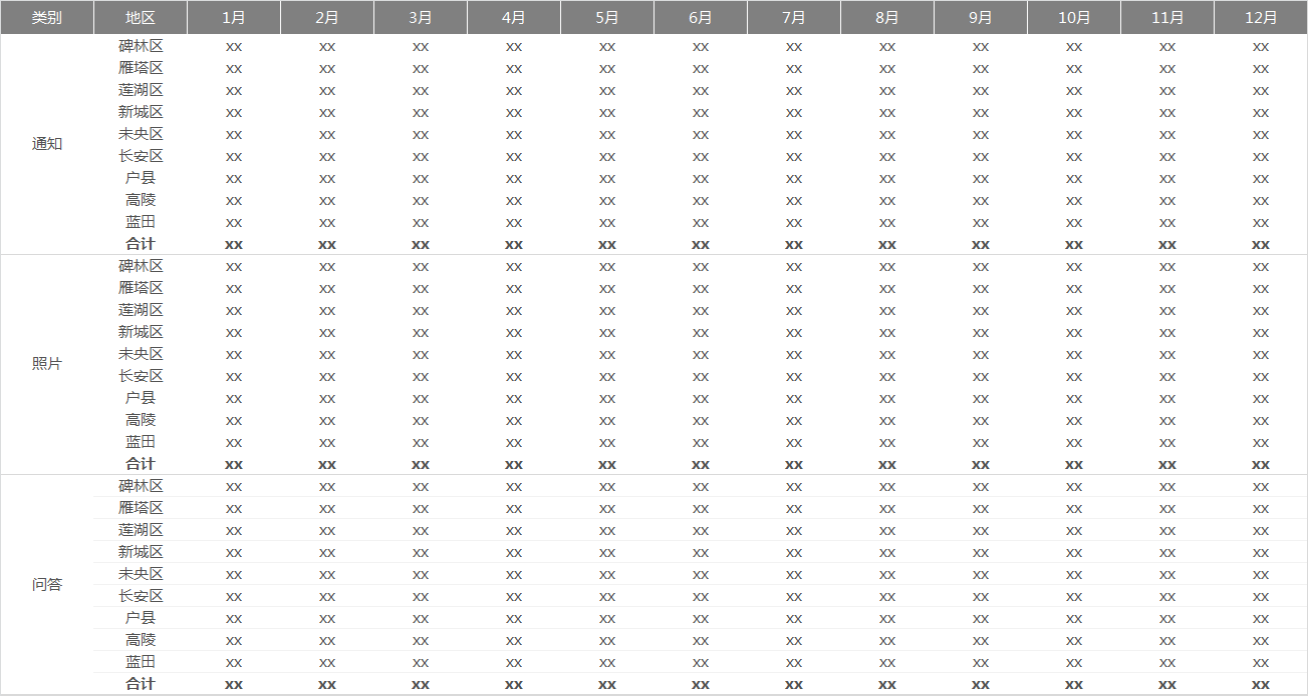 类别 地区 1月 2月 3月 4月 5月 6月 7月 8月 9月 10月 11月 12月
碑林区 xx xx xx xx xx xx xx xx xx xx xx xx
雁塔区 xx xx xx xx xx xx xx xx xx xx xx xx
莲湖区 xx xx xx xx xx xx xx xx xx xx xx xx
新城区 xx xx xx xx xx xx xx xx xx xx xx xx
未央区 xx xx xx xx xx xx xx xx xx xx xx xx
通知
长安区 xx xx xx xx xx xx xx xx xx xx xx xx
户县 xx xx xx xx xx xx xx xx xx xx xx xx
高陵 xx xx xx xx xx xx xx xx xx xx xx xx
蓝田 xx xx xx xx xx xx xx xx xx xx xx xx
合计 xx xx xx xx xx xx xx xx xx xx xx xx
碑林区 xx xx xx xx xx xx xx xx xx xx xx xx
雁塔区 xx xx xx xx xx xx xx xx xx xx xx xx
莲湖区 xx xx xx xx xx xx xx xx xx xx xx xx
新城区 xx xx xx xx xx xx xx xx xx xx xx xx
未央区 xx xx xx xx xx xx xx xx xx xx xx xx
照片
长安区 xx xx xx xx xx xx xx xx xx xx xx xx
户县 xx xx xx xx xx xx xx xx xx xx xx xx
高陵 xx xx xx xx xx xx xx xx xx xx xx xx
蓝田 xx xx xx xx xx xx xx xx xx xx xx xx
合计 xx xx xx xx xx xx xx xx xx xx xx xx
碑林区 xx xx xx xx xx xx xx xx xx xx xx xx
雁塔区 xx xx xx xx xx xx xx xx xx xx xx xx
莲湖区 xx xx xx xx xx xx xx xx xx xx xx xx
新城区 xx xx xx xx xx xx xx xx xx xx xx xx
未央区 xx xx xx xx xx xx xx xx xx xx xx xx
问答
长安区 xx xx xx xx xx xx xx xx xx xx xx xx
户县 xx xx xx xx xx xx xx xx xx xx xx xx
高陵 xx xx xx xx xx xx xx xx xx xx xx xx
蓝田 xx xx xx xx xx xx xx xx xx xx xx xx
合计 xx xx xx xx xx xx xx xx xx xx xx xx